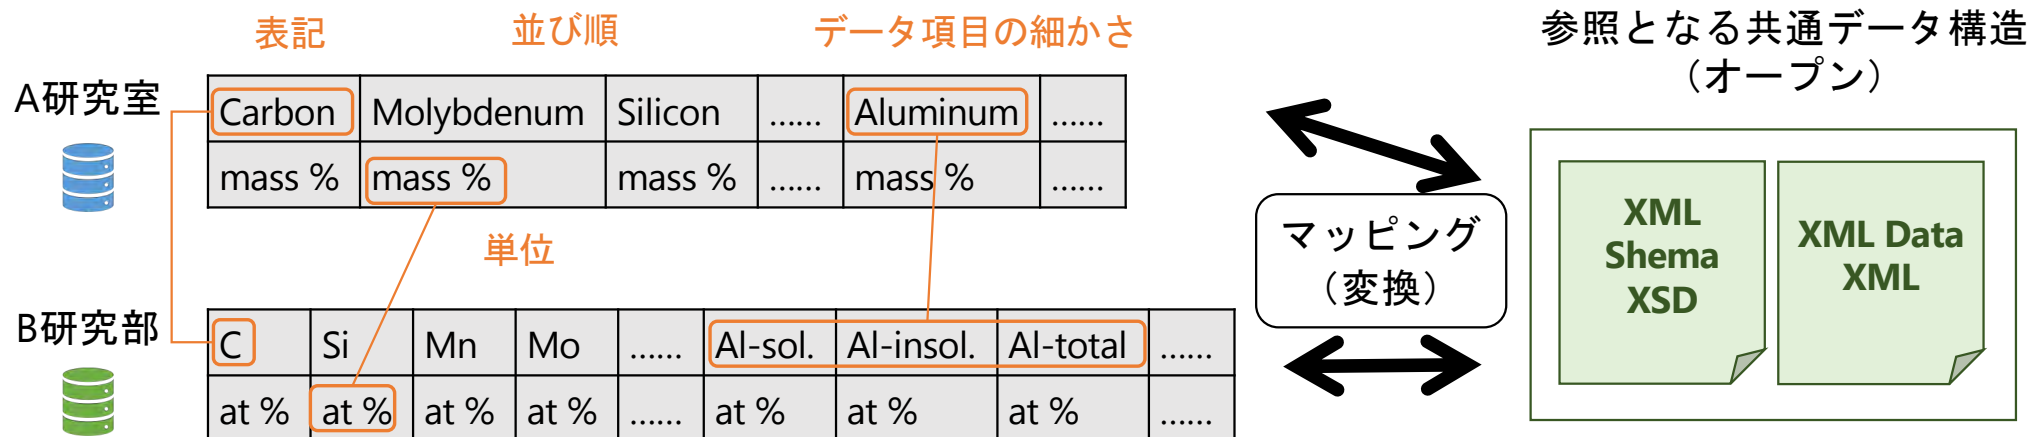 表記
並び順
データ項目の細かさ
参照となる共通データ構造
（オープン）
A研究室
Carbon Molybdenum Silicon ...... Aluminum ......
mass % mass % mass % ...... mass % ......
単位
マッピング
（変換）
XML
Shema
XSD
XML Data
XML
B研究部
C Si Mn Mo ...... Al-sol. Al-insol. Al-total ......
at % at % at % at % ...... at % at % at % ......